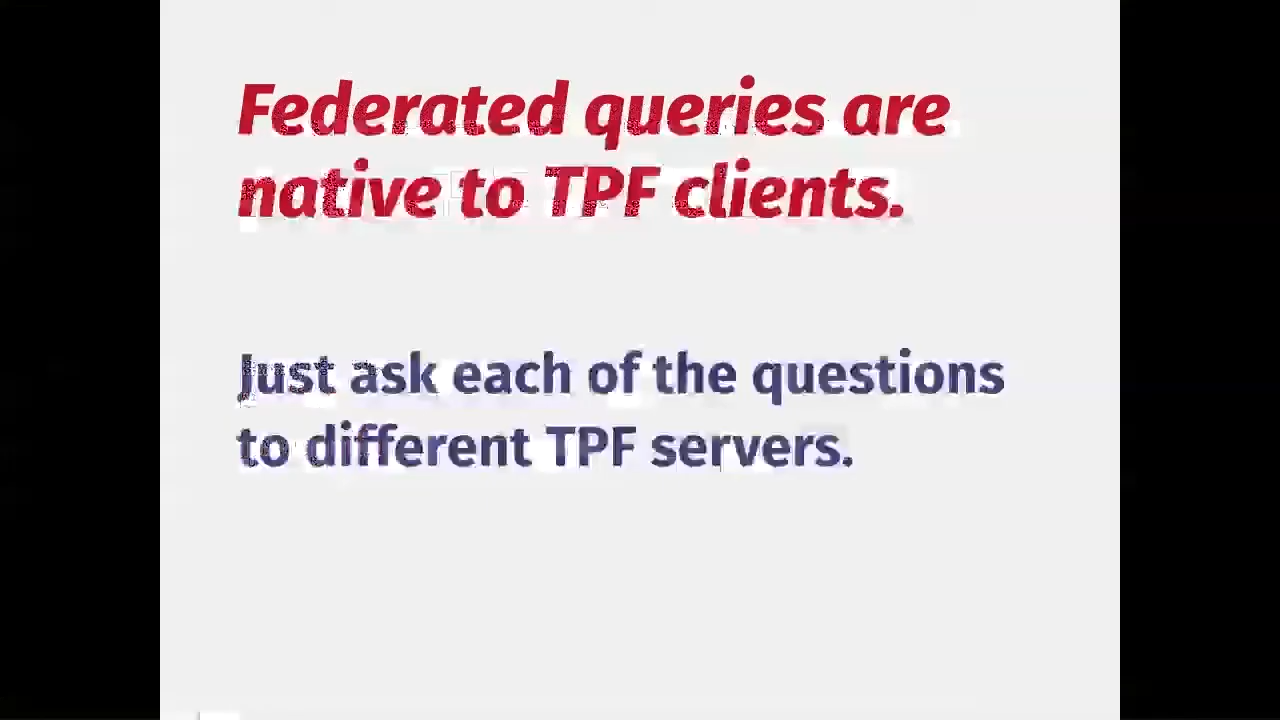 Federated queries are
native to TPF clients.
Just ask each of the questions
to different TPF servers.